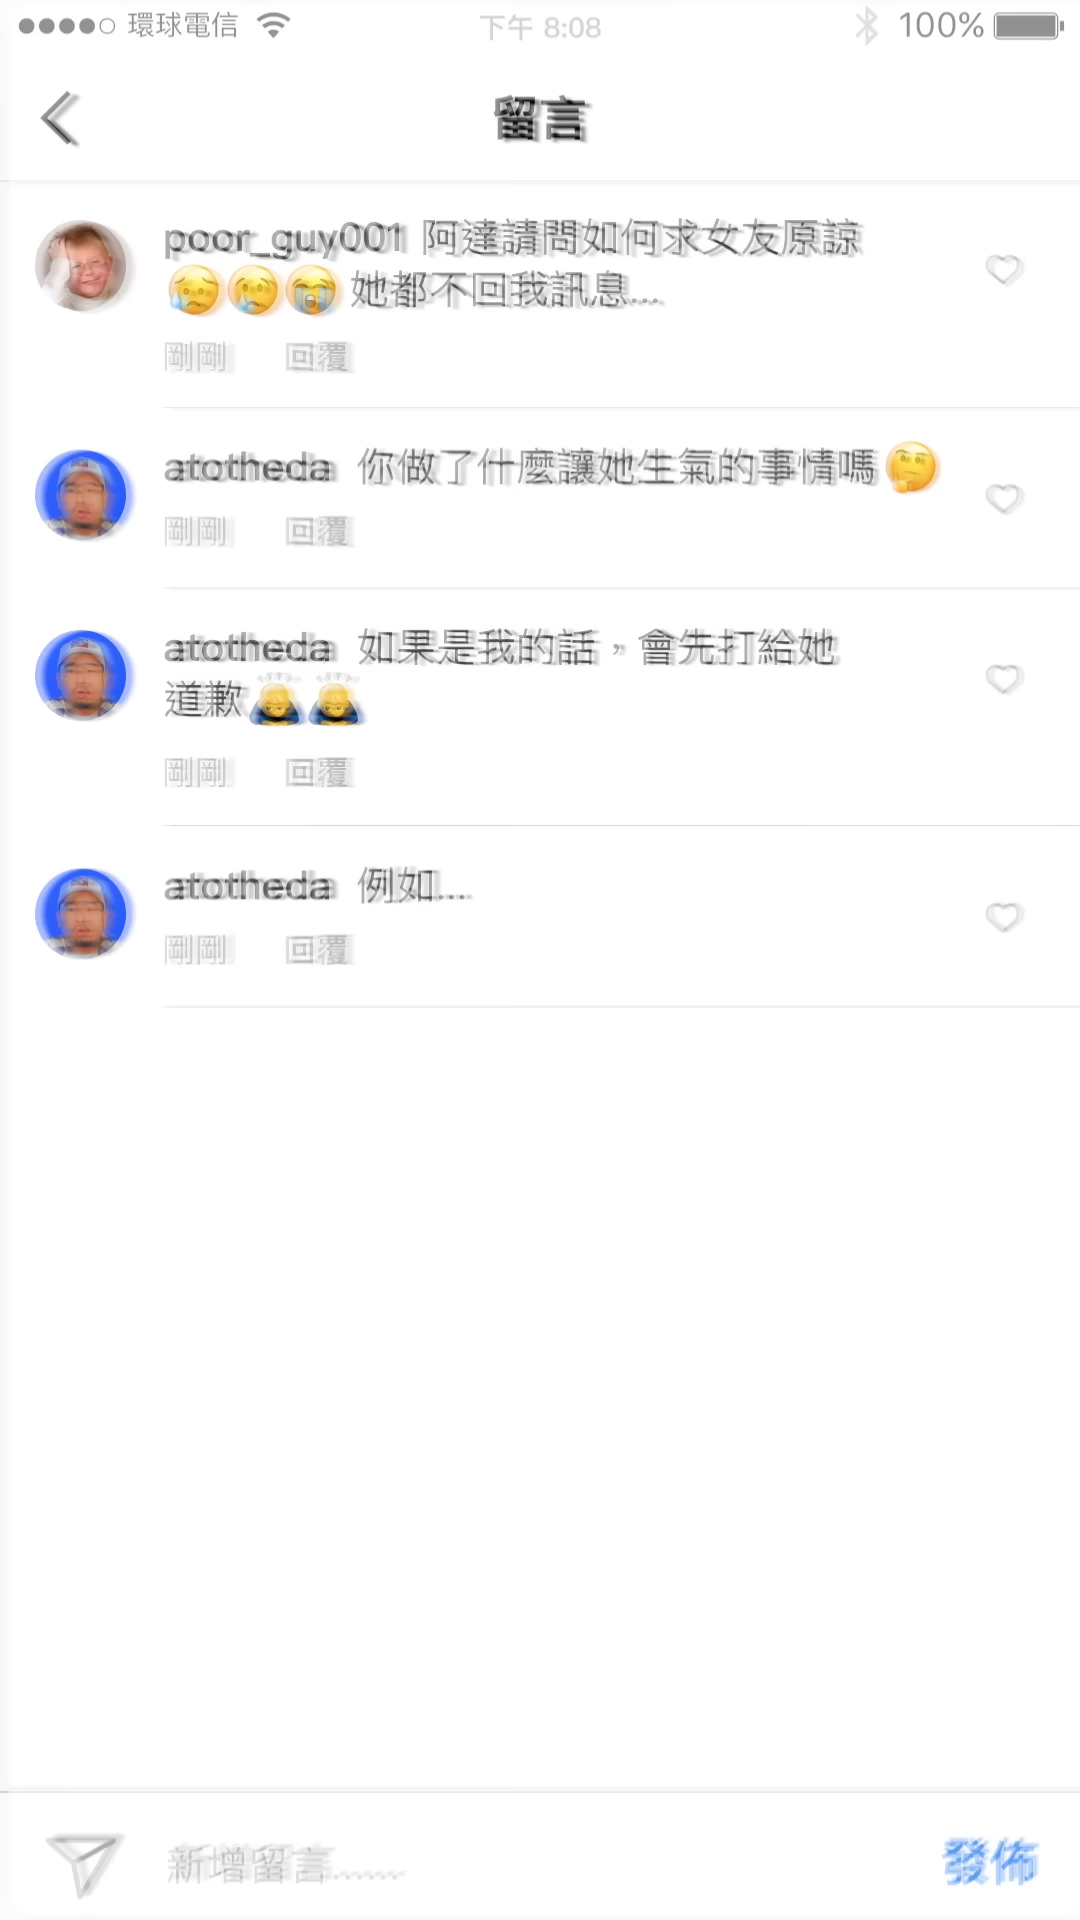 環球電信 下午 8:08 100%
留言
poor_guy001 阿達請問如何求女友原諒
😥😢😭她都不回我訊息...
剛剛 回覆
atotheda 你做了什麼讓她生氣的事情嗎🤔
剛剛 回覆
atotheda 如果是我的話，會先打給她
道歉🙇🙇
剛剛 回覆
atotheda 例如...
剛剛 回覆
新增留言.......
發佈